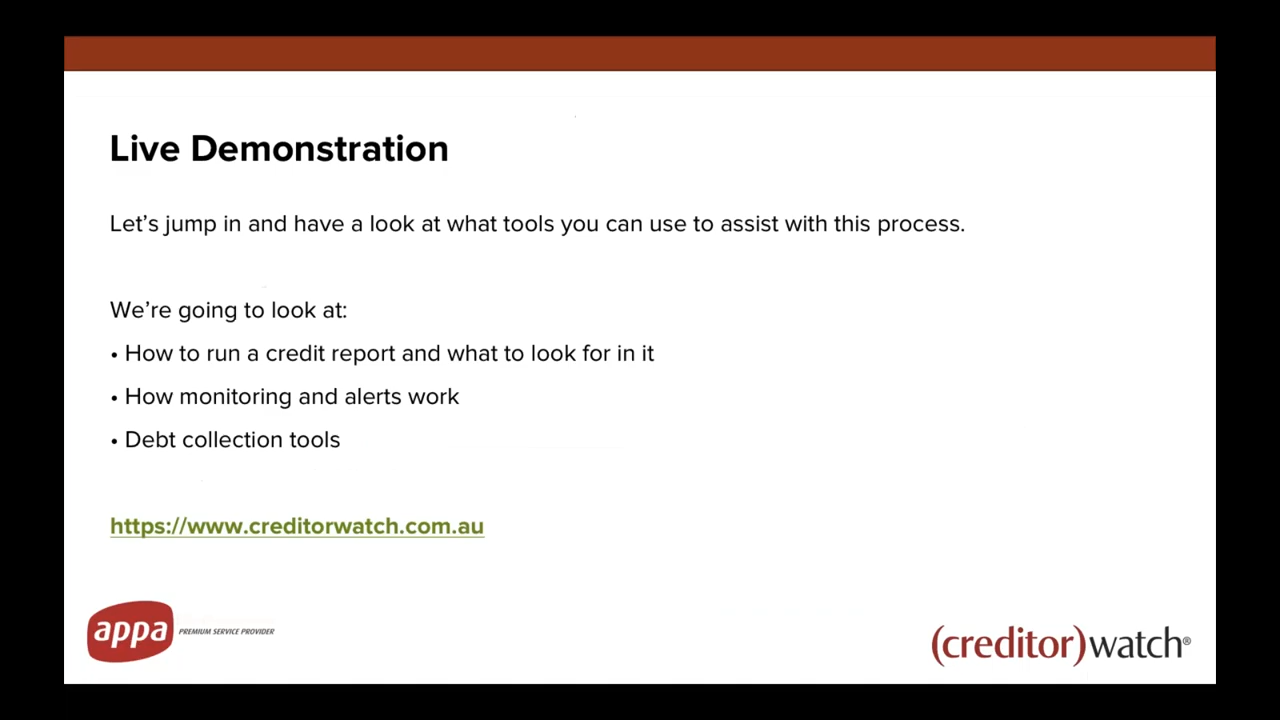 Live Demonstration
Let’s jump in and have a look at what tools you can use to assist with this process.
We’re going to look at:
• How to run a credit report and what to look for in it
• How monitoring and alerts work
• Debt collection tools
https://www.creditorwatch.com.au
appa PREMIUM SERVICE PROVIDER
(creditor)watch®